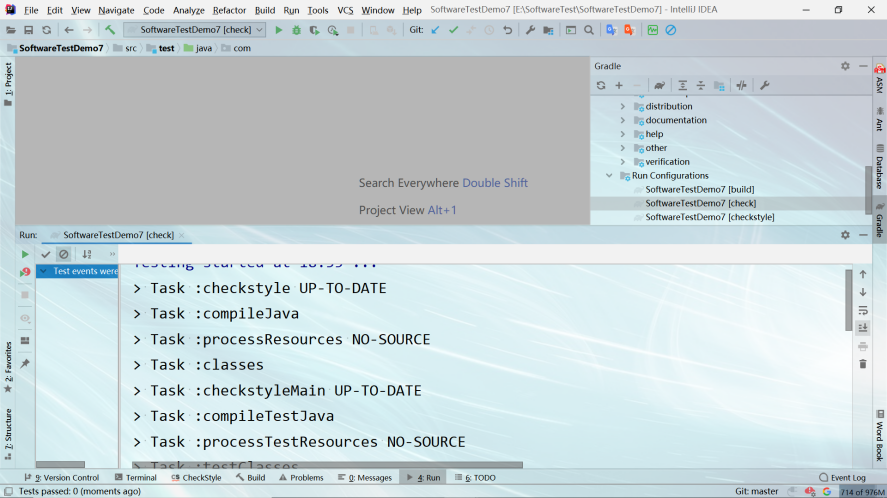 File Edit View Navigate Code Analyze Refactor Build Run Tools VCS Window Help SoftwareTestDemo7 [E:\SoftwareTest\SoftwareTestDemo7] - IntelliJ IDEA
SoftwareTestDemo7 [check] Git:
SoftwareTestDemo7 src test java com
1: Project
Search Everywhere Double Shift
Project View Alt+1
Gradle
distribution
documentation
help
other
verification
Run Configurations
SoftwareTestDemo7 [build]
SoftwareTestDemo7 [check]
SoftwareTestDemo7 [checkstyle]
ASM
Ant
Database
Gradle
Word Book
Run: SoftwareTestDemo7 [check]
Test events were
Testing started at 18:55 ...
> Task :checkstyle UP-TO-DATE
> Task :compileJava
> Task :processResources NO-SOURCE
> Task :classes
> Task :checkstyleMain UP-TO-DATE
> Task :compileTestJava
> Task :processTestResources NO-SOURCE
> Task :testClasses
2: Favorites
7: Structure
9: Version Control Terminal CheckStyle Build Problems 0: Messages 4: Run 6: TODO Event Log
Tests passed: 0 (moments ago) Git: master 714 of 976M